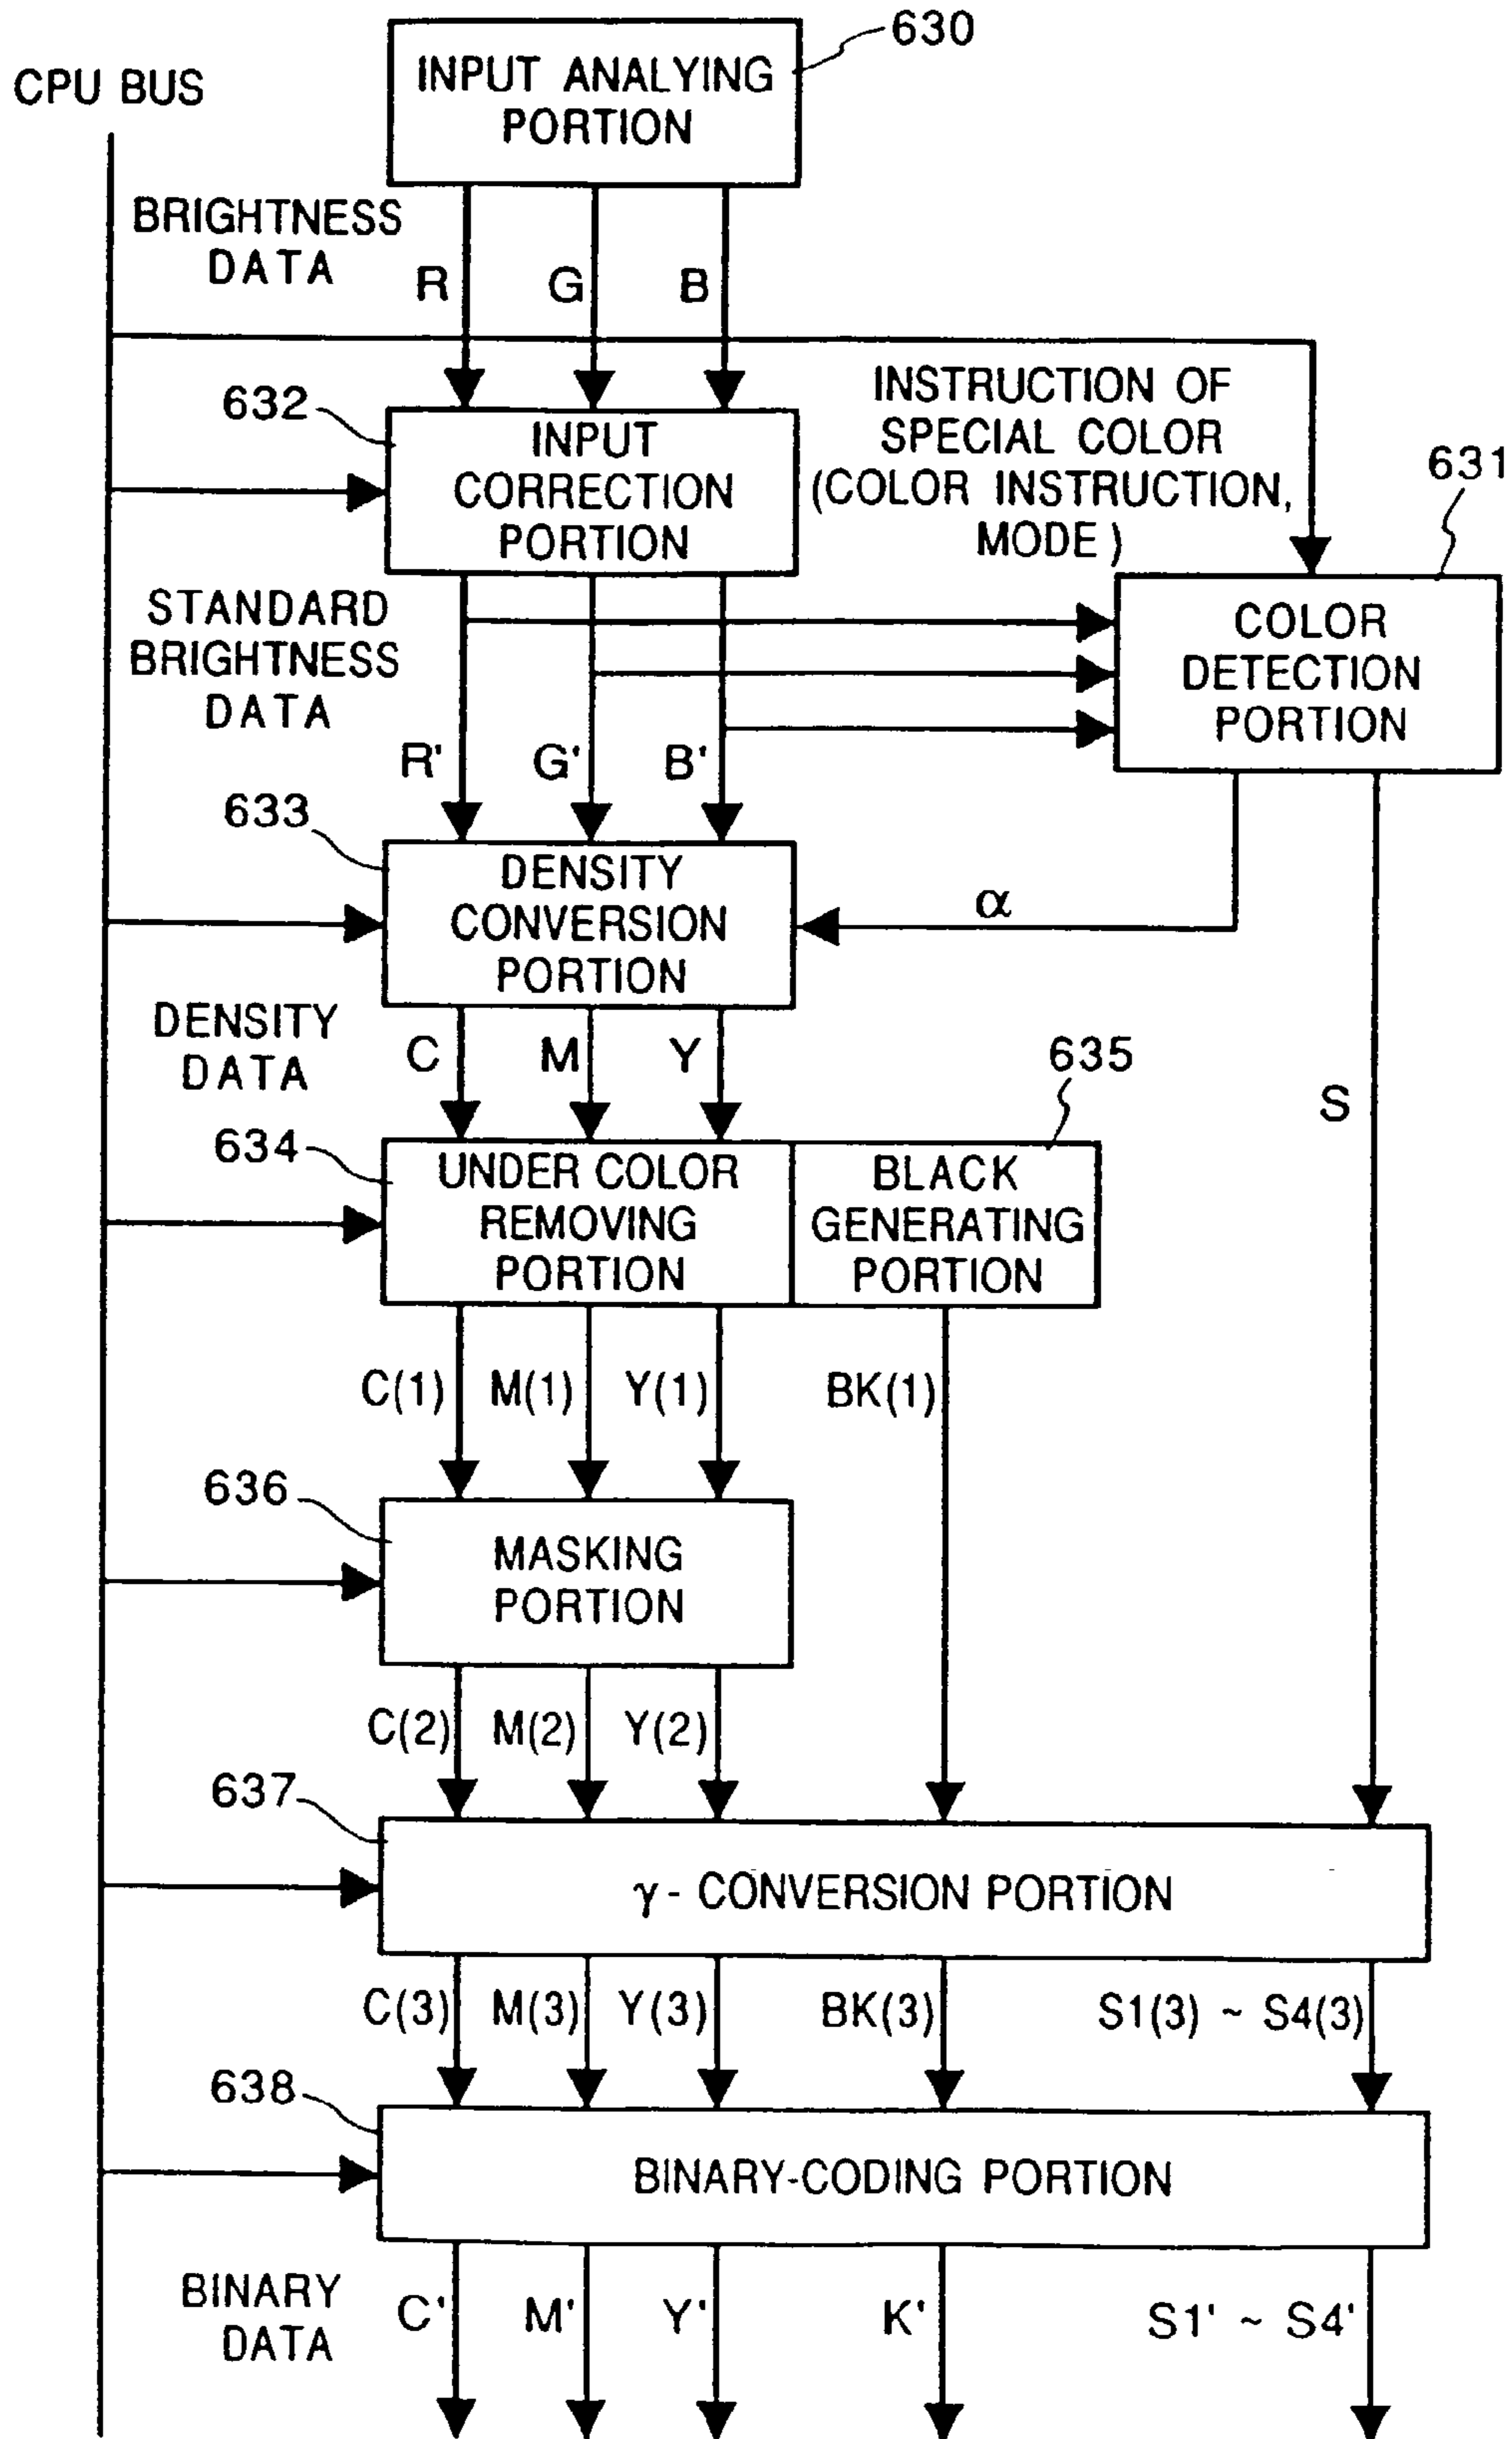 630
CPU BUS
INPUT ANALYING
PORTION
BRIGHTNESS
DATA
R
G
B
632
INPUT
CORRECTION
PORTION
INSTRUCTION OF
SPECIAL COLOR
(COLOR INSTRUCTION,
MODE )
631
STANDARD
BRIGHTNESS
DATA
COLOR
DETECTION
PORTION
R'
G'
B'
633
DENSITY
CONVERSION
PORTION
α
DENSITY
DATA
C
M
Y
635
S
634
UNDER COLOR
REMOVING
PORTION
BLACK
GENERATING
PORTION
C(1)
M(1)
Y(1)
BK(1)
636
MASKING
PORTION
C(2)
M(2)
Y(2)
637
γ- CONVERSION PORTION
C(3)
M(3)
Y(3)
BK(3)
S1(3) ~ S4(3)
638
BINARY-CODING PORTION
BINARY
DATA
C'
M'
Y'
K'
S1' ~ S4'